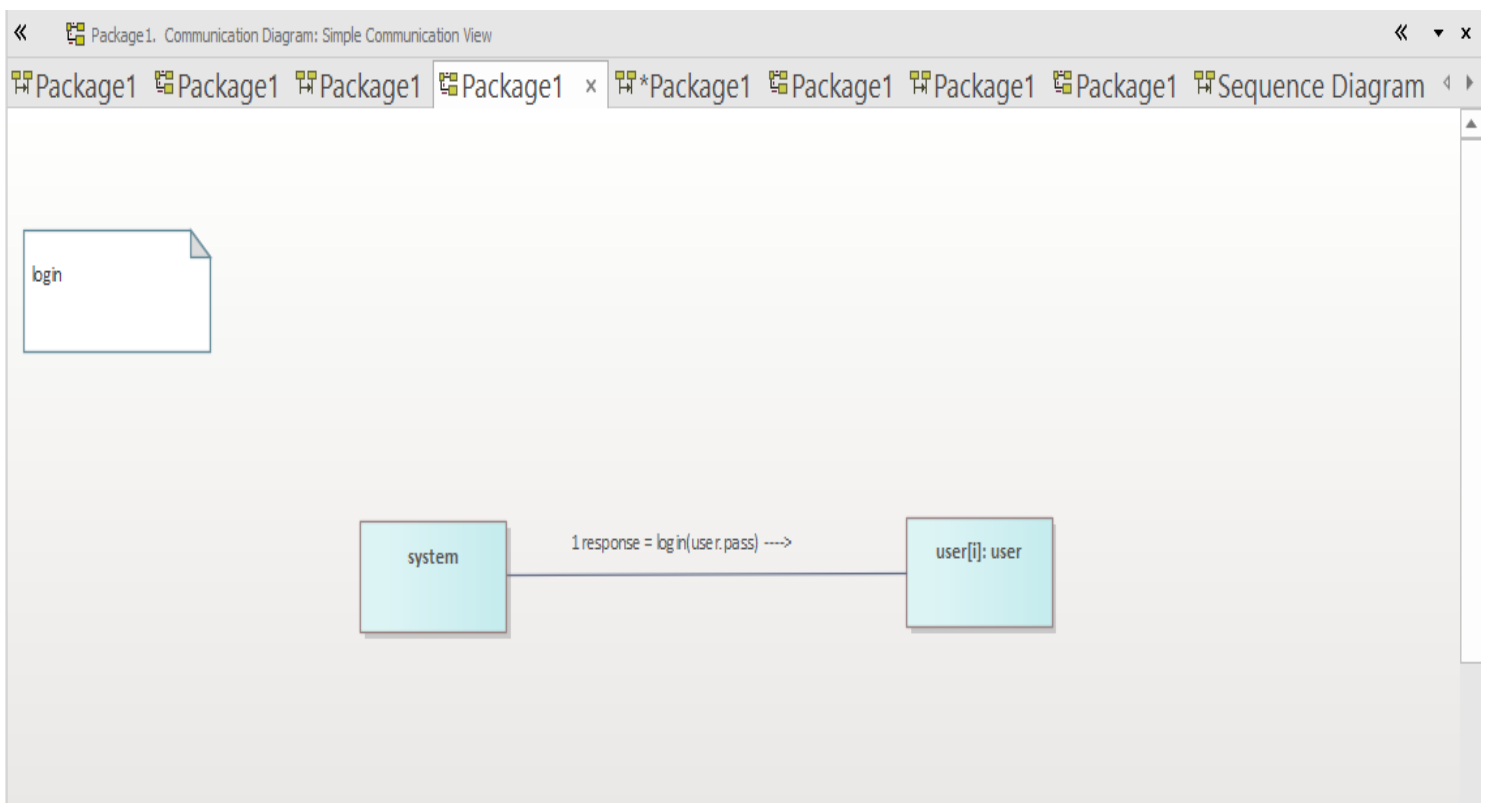 Package1. Communication Diagram: Simple Communication View
Package1 Package1 Package1 Package1 × *Package1 Package1 Package1 Package1 Sequence Diagram
login
1 response = login(user.pass) ---->
system
user[i]: user